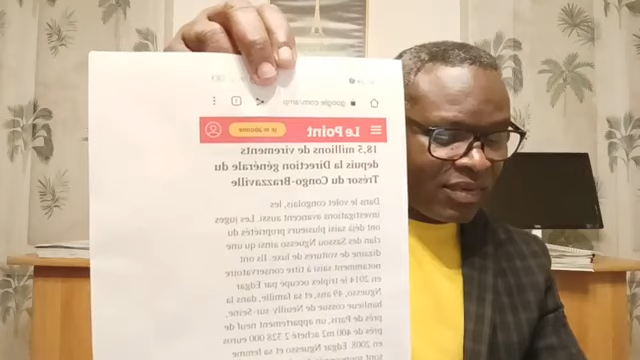 google.com/amp
Le Point
Je m'abonne
18,5 millions de virements
depuis la Direction générale du
Trésor du Congo-Brazzaville
Dans le volet congolais, les
investigations avancent aussi. Les juges
ont déjà saisi plusieurs propriétés du
clan des Sassou Nguesso ainsi qu'une
dizaine de voitures de luxe. Ils ont
notamment saisi à titre conservatoire
en 2014 le triplex occupé par Edgar
Nguesso, 49 ans, et sa famille, dans la
banlieue cossue de Neuilly-sur-Seine,
près de Paris, un appartement neuf de
près de 400 m2 acheté 2 328 000 euros
en 2008. Edgar Nguesso et sa femme